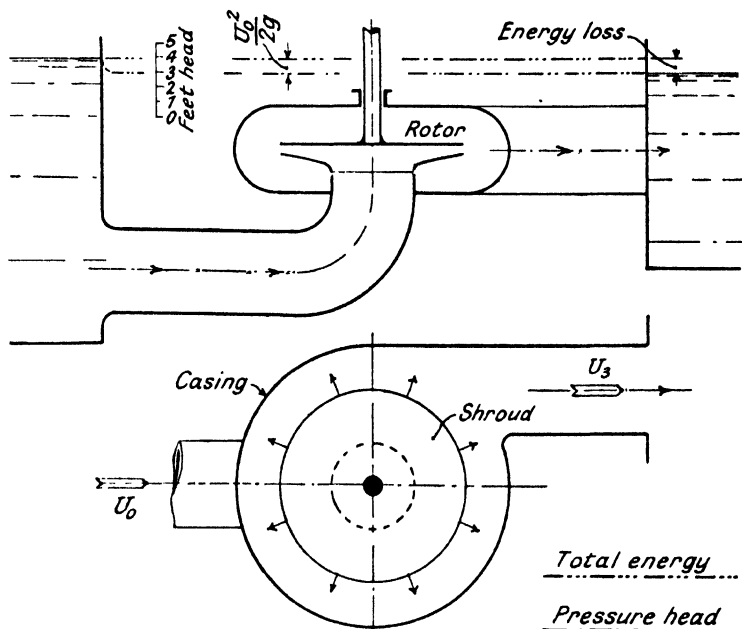 5
4
3
2
1
0
Feet head
U₀²
2g
Energy loss
Rotor
Casing
U₃
Shroud
U₀
Total energy
Pressure head